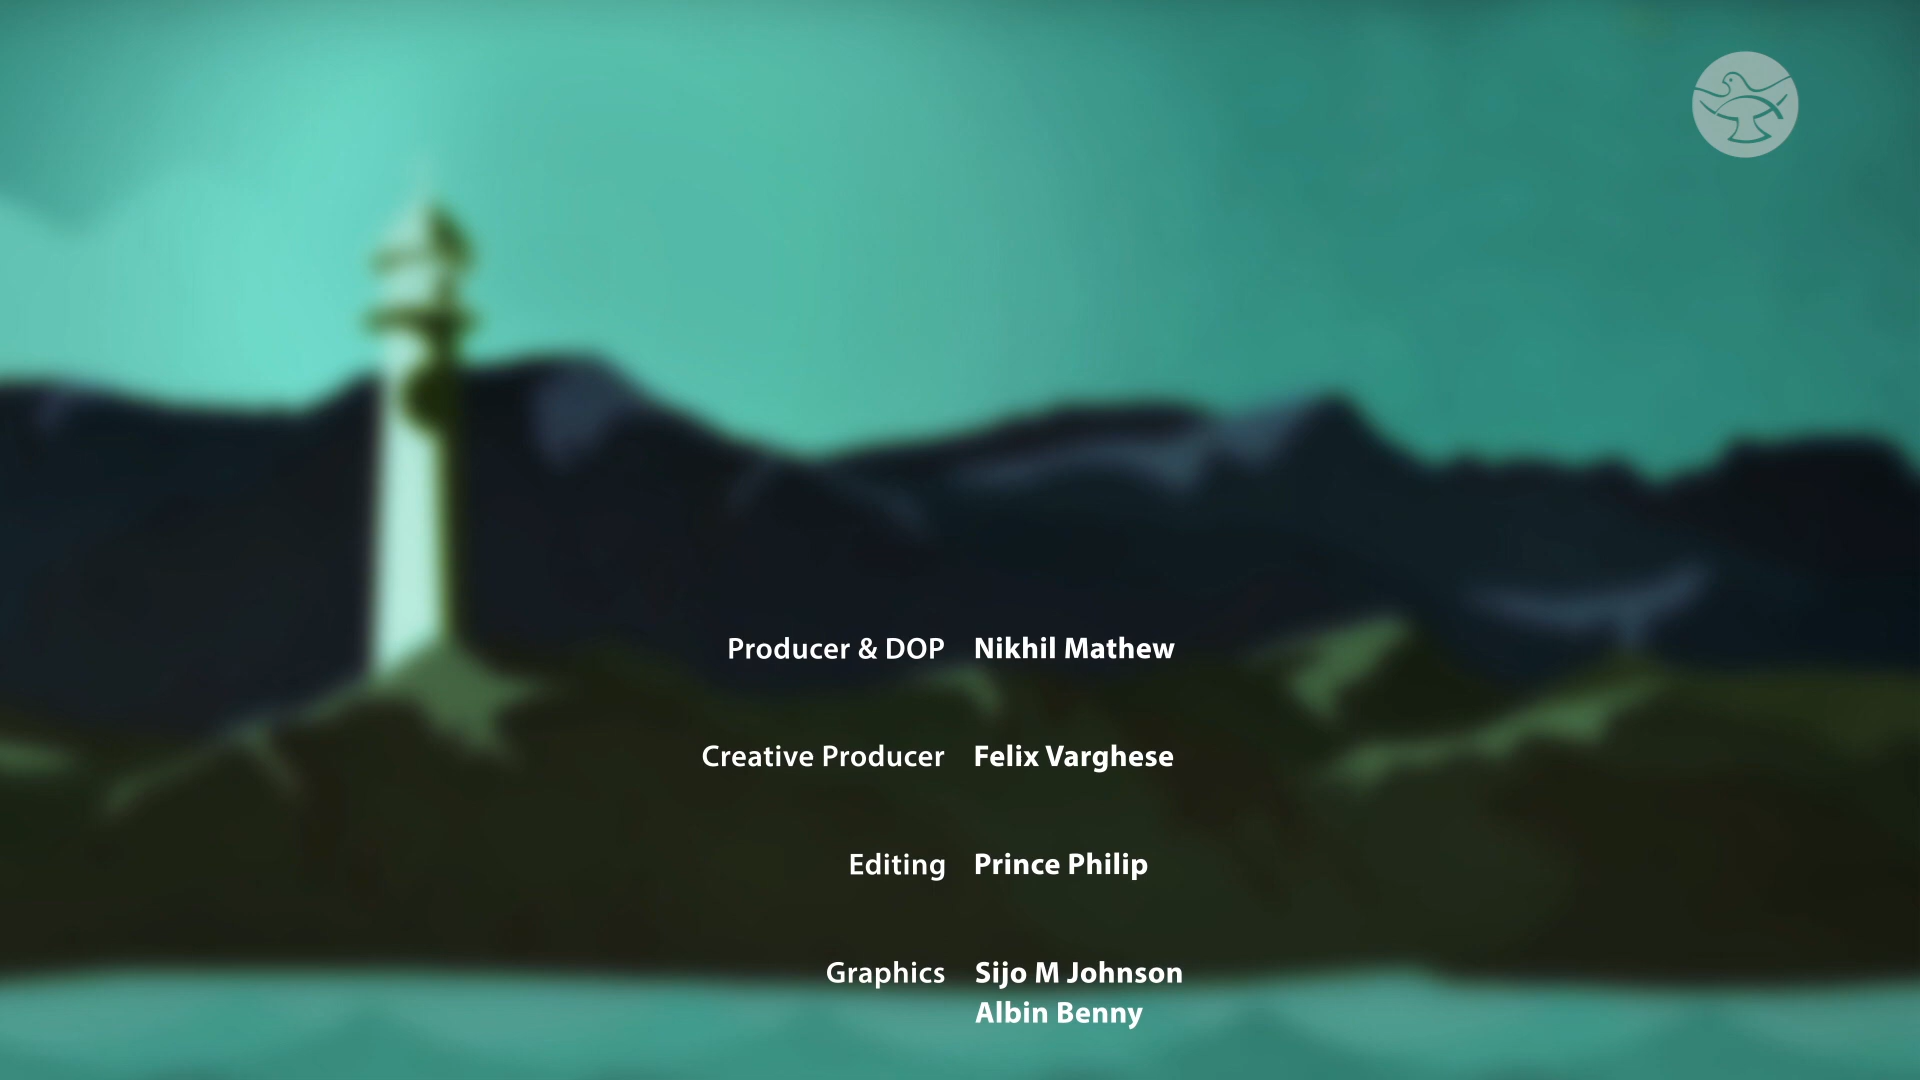 Producer & DOP Nikhil Mathew
Creative Producer Felix Varghese
Editing Prince Philip
Graphics Sijo M Johnson
Albin Benny